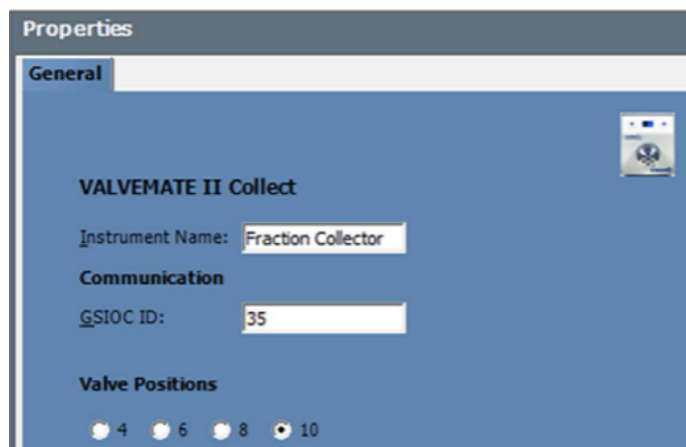 Properties
General
VALVEMATE II Collect
Instrument Name: Fraction Collector
Communication
GSIOC ID: 35
Valve Positions
4 6 8 10